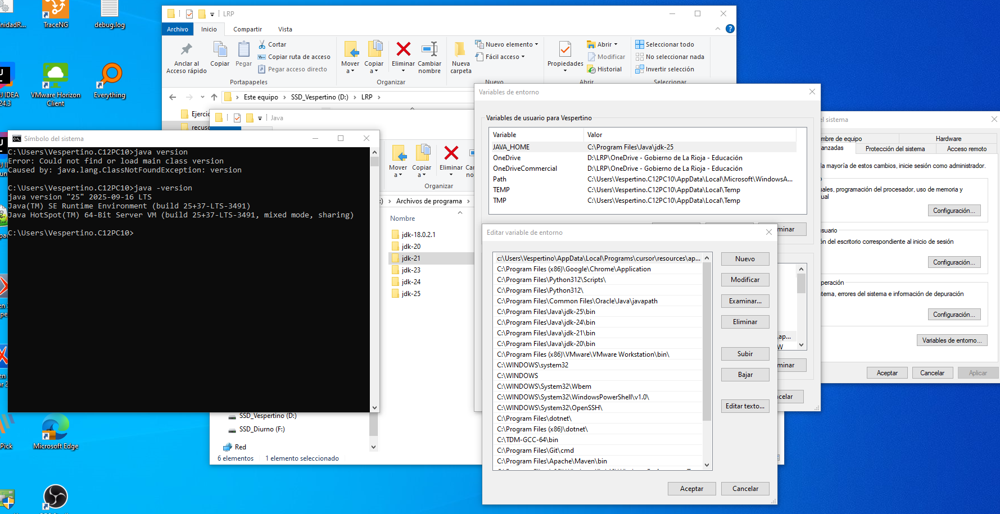 nidadR...
TraceNG
debug.log
U IDEA
24.3
VMware Horizon
Client
Everything
Pick
Microsoft Edge
LRP
Archivo
Inicio
Compartir
Vista
Anclar al
Acceso rápido
Copiar
Pegar
Cortar
Copiar ruta de acceso
Pegar acceso directo
Portapapeles
Mover
a
Copiar
a
Eliminar
Cambiar
nombre
Organizar
Nueva
carpeta
Nuevo elemento
Fácil acceso
Nuevo
Propiedades
Abrir
Modificar
Historial
Abrir
Seleccionar todo
No seleccionar nada
Invertir selección
Seleccionar
Este equipo > SSD_Vespertino (D:) > LRP >
Ejercic
recuso
Java
Mover
a
Copiar
a
Eliminar
Organizar
:) > Archivos de programa >
Nombre
jdk-18.0.2.1
jdk-20
jdk-21
jdk-23
jdk-24
jdk-25
SSD_Vespertino (D:)
SSD_Diurno (F:)
Red
6 elementos
1 elemento seleccionado
Símbolo del sistema
C:\Users\Vespertino.C12PC10>java version
Error: Could not find or load main class version
Caused by: java.lang.ClassNotFoundException: version
C:\Users\Vespertino.C12PC10>java -version
java version "25" 2025-09-16 LTS
Java(TM) SE Runtime Environment (build 25+37-LTS-3491)
Java HotSpot(TM) 64-Bit Server VM (build 25+37-LTS-3491, mixed mode, sharing)
C:\Users\Vespertino.C12PC10>
Variables de entorno
Variables de usuario para Vespertino
Variable Valor
JAVA_HOME C:\Program Files\Java\jdk-25
OneDrive D:\LRP\OneDrive - Gobierno de La Rioja - Educación
OneDriveCommercial D:\LRP\OneDrive - Gobierno de La Rioja - Educación
Path C:\Users\Vespertino.C12PC10\AppData\Local\Microsoft\WindowsA...
TEMP C:\Users\Vespertino.C12PC10\AppData\Local\Temp
TMP C:\Users\Vespertino.C12PC10\AppData\Local\Temp
minar
\ap...
W
minar
celar
Editar variable de entorno
c:\Users\Vespertino\AppData\Local\Programs\cursor\resources\ap...
C:\Program Files (x86)\Google\Chrome\Application
C:\Program Files\Python312\Scripts\
C:\Program Files\Python312\
C:\Program Files\Common Files\Oracle\Java\javapath
C:\Program Files\Java\jdk-25\bin
C:\Program Files\Java\jdk-24\bin
C:\Program Files\Java\jdk-21\bin
C:\Program Files\Java\jdk-20\bin
C:\Program Files (x86)\VMware\VMware Workstation\bin\
C:\WINDOWS\system32
C:\WINDOWS
C:\WINDOWS\System32\Wbem
C:\WINDOWS\System32\WindowsPowerShell\v1.0\
C:\WINDOWS\System32\OpenSSH\
C:\Program Files\dotnet\
C:\Program Files (x86)\dotnet\
C:\TDM-GCC-64\bin
C:\Program Files\Git\cmd
C:\Program Files\Apache\Maven\bin
Nuevo
Modificar
Examinar...
Eliminar
Subir
Bajar
Editar texto...
Aceptar
Cancelar
el sistema
mbre de equipo
Hardware
anzadas
Protección del sistema
Acceso remoto
la mayoría de estos cambios, inicie sesión como administrador.
uales, programación del procesador, uso de memoria y
ual
Configuración...
suario
ón del escritorio correspondiente al inicio de sesión
Configuración...
peración
tema, errores del sistema e información de depuración
Configuración...
Variables de entorno...
Aceptar
Cancelar
Aplicar